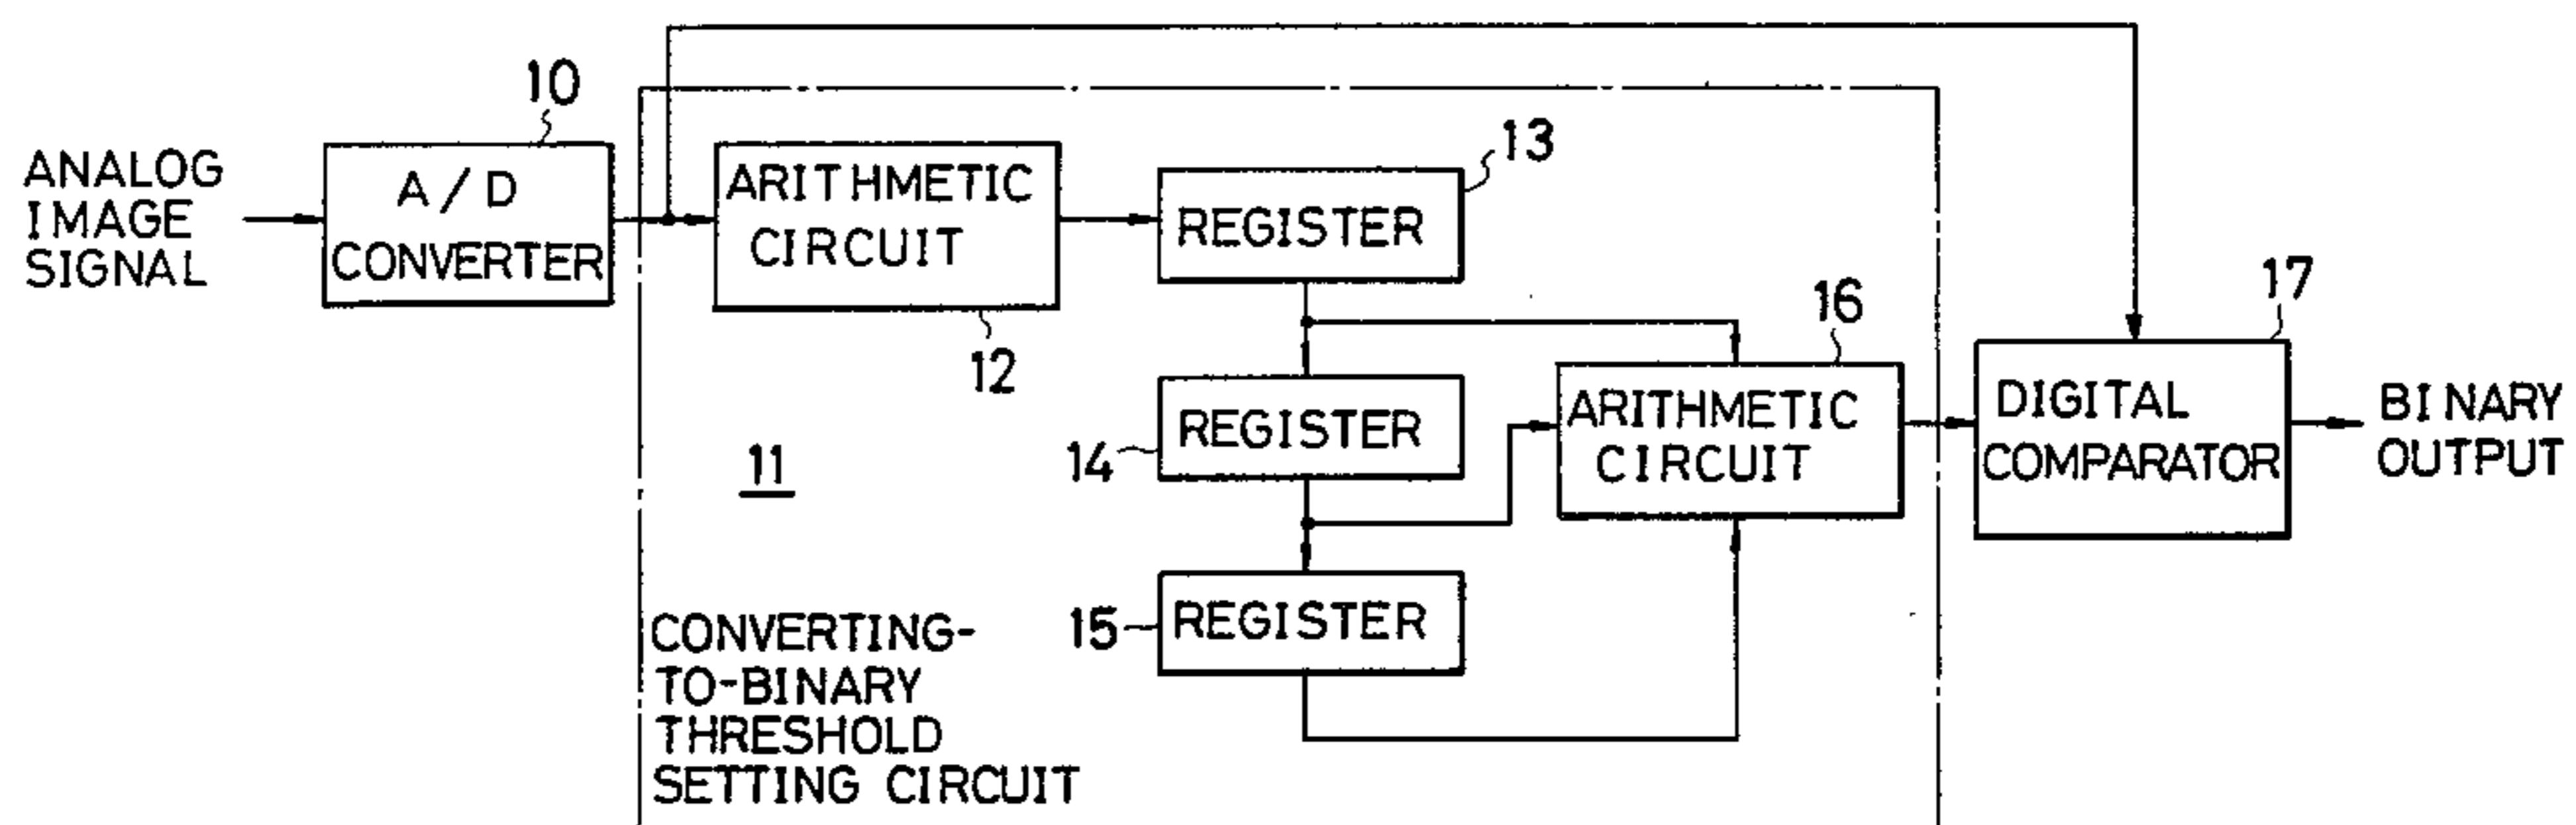 ANALOG
IMAGE
SIGNAL
10
A/D
CONVERTER
ARITHMETIC
CIRCUIT
12
13
REGISTER
14
REGISTER
15
REGISTER
16
ARITHMETIC
CIRCUIT
17
DIGITAL
COMPARATOR
BINARY
OUTPUT
11
CONVERTING-
TO-BINARY
THRESHOLD
SETTING CIRCUIT